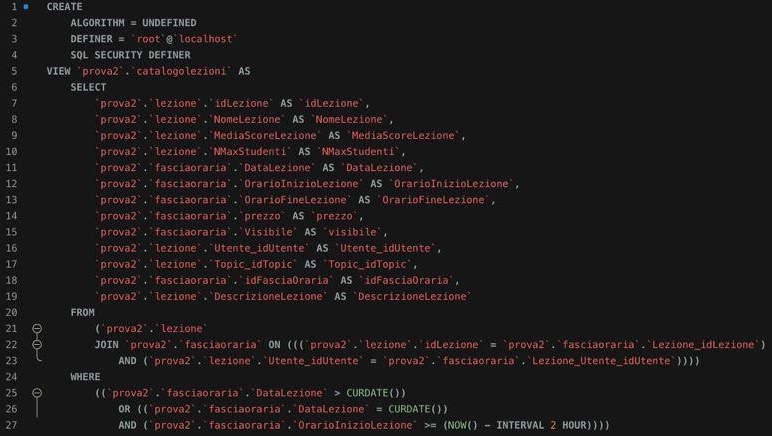 1 CREATE
2 ALGORITHM = UNDEFINED
3 DEFINER = `root`@`localhost`
4 SQL SECURITY DEFINER
5 VIEW `prova2`.`catalogolezioni` AS
6 SELECT
7 `prova2`.`lezione`.`idLezione` AS `idLezione`,
8 `prova2`.`lezione`.`NomeLezione` AS `NomeLezione`,
9 `prova2`.`lezione`.`MediaScoreLezione` AS `MediaScoreLezione`,
10 `prova2`.`lezione`.`NMaxStudenti` AS `NMaxStudenti`,
11 `prova2`.`fasciaoraria`.`DataLezione` AS `DataLezione`,
12 `prova2`.`fasciaoraria`.`OrarioInizioLezione` AS `OrarioInizioLezione`,
13 `prova2`.`fasciaoraria`.`OrarioFineLezione` AS `OrarioFineLezione`,
14 `prova2`.`fasciaoraria`.`prezzo` AS `prezzo`,
15 `prova2`.`fasciaoraria`.`Visibile` AS `visibile`,
16 `prova2`.`lezione`.`Utente_idUtente` AS `Utente_idUtente`,
17 `prova2`.`lezione`.`Topic_idTopic` AS `Topic_idTopic`,
18 `prova2`.`fasciaoraria`.`idFasciaOraria` AS `idFasciaOraria`,
19 `prova2`.`lezione`.`DescrizioneLezione` AS `DescrizioneLezione`
20 FROM
21 (`prova2`.`lezione`
22 JOIN `prova2`.`fasciaoraria` ON (((`prova2`.`lezione`.`idLezione` = `prova2`.`fasciaoraria`.`Lezione_idLezione`)
23 AND (`prova2`.`lezione`.`Utente_idUtente` = `prova2`.`fasciaoraria`.`Lezione_Utente_idUtente`))))
24 WHERE
25 ((`prova2`.`fasciaoraria`.`DataLezione` > CURDATE())
26 OR ((`prova2`.`fasciaoraria`.`DataLezione` = CURDATE())
27 AND (`prova2`.`fasciaoraria`.`OrarioInizioLezione` >= (NOW() - INTERVAL 2 HOUR))))